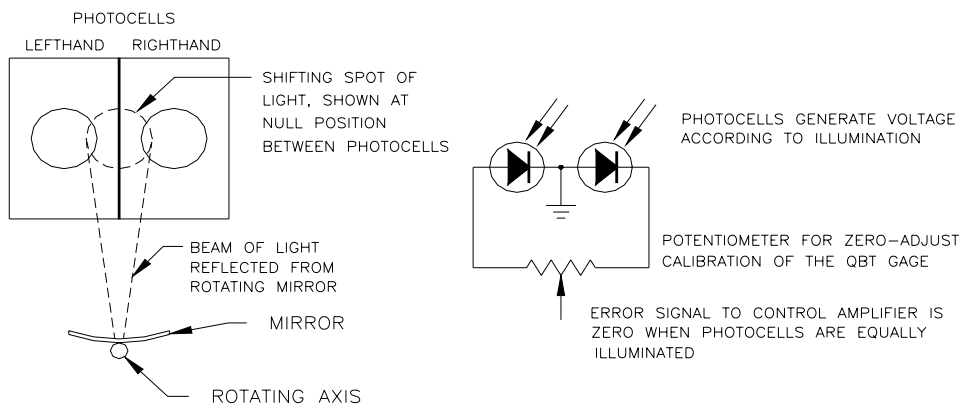 PHOTOCELLS
LEFTHAND RIGHTHAND
SHIFTING SPOT OF
LIGHT, SHOWN AT
NULL POSITION
BETWEEN PHOTOCELLS
BEAM OF LIGHT
REFLECTED FROM
ROTATING MIRROR
MIRROR
ROTATING AXIS
PHOTOCELLS GENERATE VOLTAGE
ACCORDING TO ILLUMINATION
POTENTIOMETER FOR ZERO-ADJUST
CALIBRATION OF THE QBT GAGE
ERROR SIGNAL TO CONTROL AMPLIFIER IS
ZERO WHEN PHOTOCELLS ARE EQUALLY
ILLUMINATED